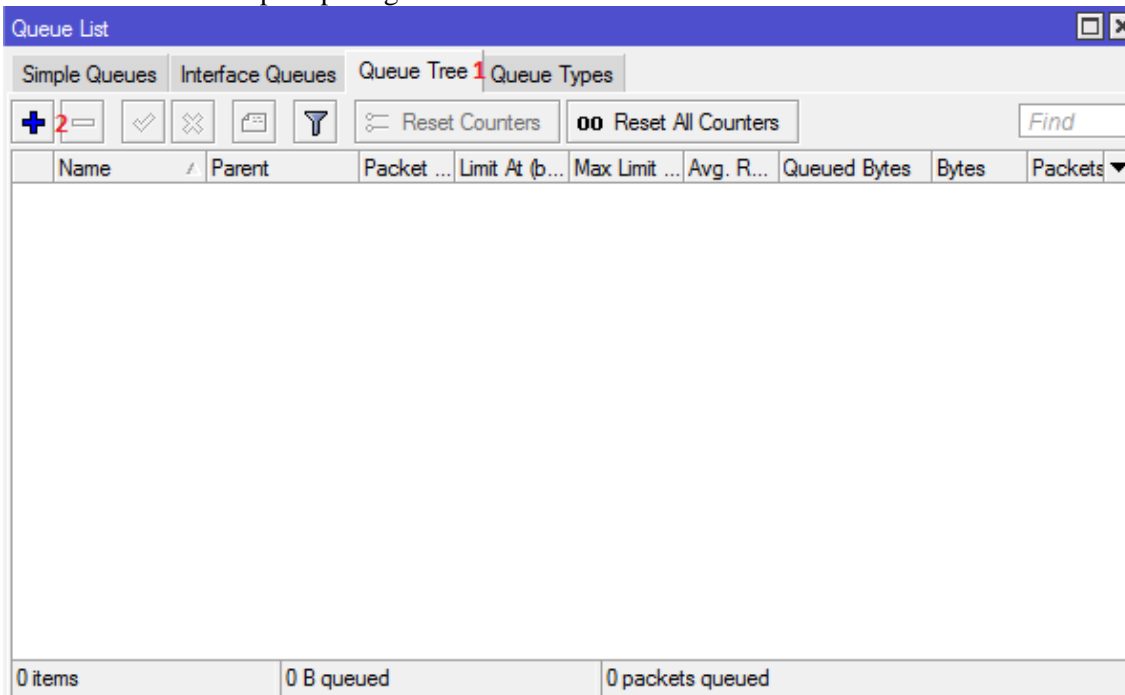 Queue List
Simple Queues Interface Queues Queue Tree 1 Queue Types
2 Reset Counters 00 Reset All Counters Find
Name Parent Packet ... Limit At (b... Max Limit ... Avg. R... Queued Bytes Bytes Packets
0 items 0 B queued 0 packets queued